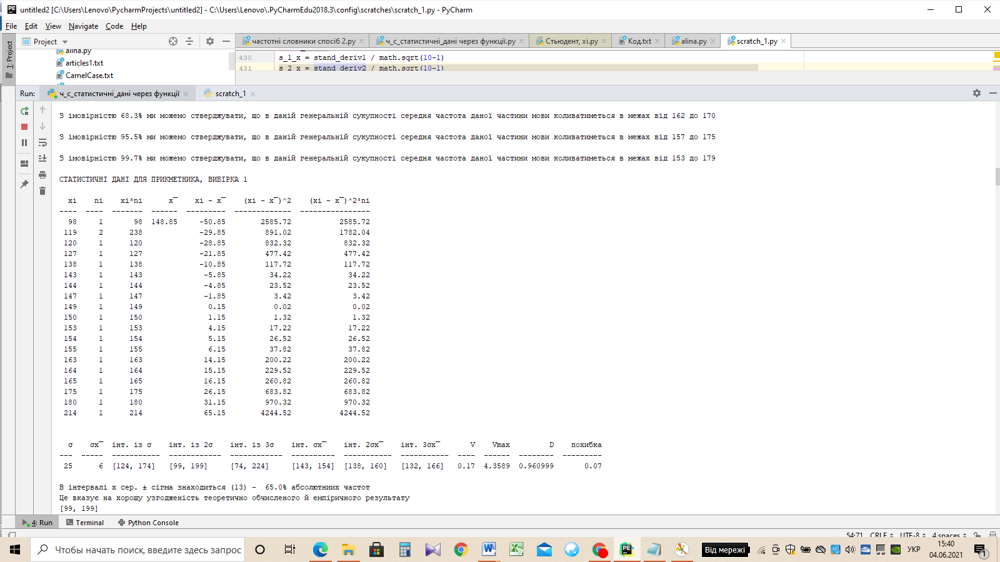 untitled2 [C:\Users\Lenovo\PycharmProjects\untitled2] - C:\Users\Lenovo\.PyCharmEdu2018.3\config\scratches\scratch_1.py - PyCharm
File Edit View Navigate Code Help
Project
частотні словники спосіб 2.py ч_с_статистичні_дані через функції.py Стьюдент, хі.py Код.txt alina.py scratch_1.py
1: Project
alina.py
articles1.txt
CamelCase.txt
430 s_1_x = stand_deriv1 / math.sqrt(10-1)
431 s_2_x = stand_deriv2 / math.sqrt(10-1)
Run: ч_с_статистичні_дані через функції scratch_1
З імовірністю 68.3% ми можемо стверджувати, що в даній генеральній сукупності середня частота даної частини мови коливатиметься в межах від 162 до 170
З імовірністю 95.5% ми можемо стверджувати, що в даній генеральній сукупності середня частота даної частини мови коливатиметься в межах від 157 до 175
З імовірністю 99.7% ми можемо стверджувати, що в даній генеральній сукупності середня частота даної частини мови коливатиметься в межах від 153 до 179
СТАТИСТИЧНІ ДАНІ ДЛЯ ПРИКМЕТНИКА, ВИБІРКА 1
xi ni xi*ni x¯ xi - x¯ (xi - x¯)^2 (xi - x¯)^2*ni
---- ---- ------- ------ --------- ------------- ----------------
98 1 98 148.85 -50.85 2585.72 2585.72
119 2 238 -29.85 891.02 1782.04
120 1 120 -28.85 832.32 832.32
127 1 127 -21.85 477.42 477.42
138 1 138 -10.85 117.72 117.72
143 1 143 -5.85 34.22 34.22
144 1 144 -4.85 23.52 23.52
147 1 147 -1.85 3.42 3.42
149 1 149 0.15 0.02 0.02
150 1 150 1.15 1.32 1.32
153 1 153 4.15 17.22 17.22
154 1 154 5.15 26.52 26.52
155 1 155 6.15 37.82 37.82
163 1 163 14.15 200.22 200.22
164 1 164 15.15 229.52 229.52
165 1 165 16.15 260.82 260.82
175 1 175 26.15 683.82 683.82
180 1 180 31.15 970.32 970.32
214 1 214 65.15 4244.52 4244.52
σ σx¯ інт. із σ інт. із 2σ інт. із 3σ інт. σx¯ інт. 2σx¯ інт. 3σx¯ V Vmax D похибка
--- ----- ----------- ------------ ------------ ---------- ----------- ----------- ---- ------ -------- ---------
25 6 [124, 174] [99, 199] [74, 224] [143, 154] [138, 160] [132, 166] 0.17 4.3589 0.960999 0.07
В інтервалі х сер. ± сігма знаходиться (13) - 65.0% абсолютниих частот
Це вказує на хорошу узгодженість теоретично обчисленого й емпіричного результату
[99, 199]
4: Run Terminal Python Console
54:71 CRLF UTF-8 4 spaces
Чтобы начать поиск, введите здесь запрос
Від мережі
УКР
15:40
04.06.2021
1